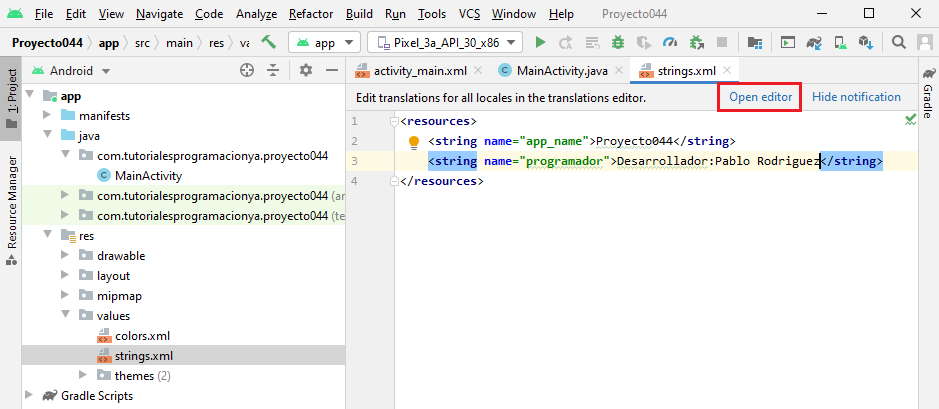 File Edit View Navigate Code Analyze Refactor Build Run Tools VCS Window Help Proyecto044
Proyecto044 app src main res va app Pixel_3a_API_30_x86
1: Project
Resource Manager
Android
app
manifests
java
com.tutorialesprogramacionya.proyecto044
MainActivity
com.tutorialesprogramacionya.proyecto044 (an
com.tutorialesprogramacionya.proyecto044 (te
res
drawable
layout
mipmap
values
colors.xml
strings.xml
themes (2)
Gradle Scripts
activity_main.xml MainActivity.java strings.xml
Edit translations for all locales in the translations editor. Open editor Hide notification
1 <resources>
2 <string name="app_name">Proyecto044</string>
3 <string name="programador">Desarrollador:Pablo Rodriguez</string>
4 </resources>
Gradle